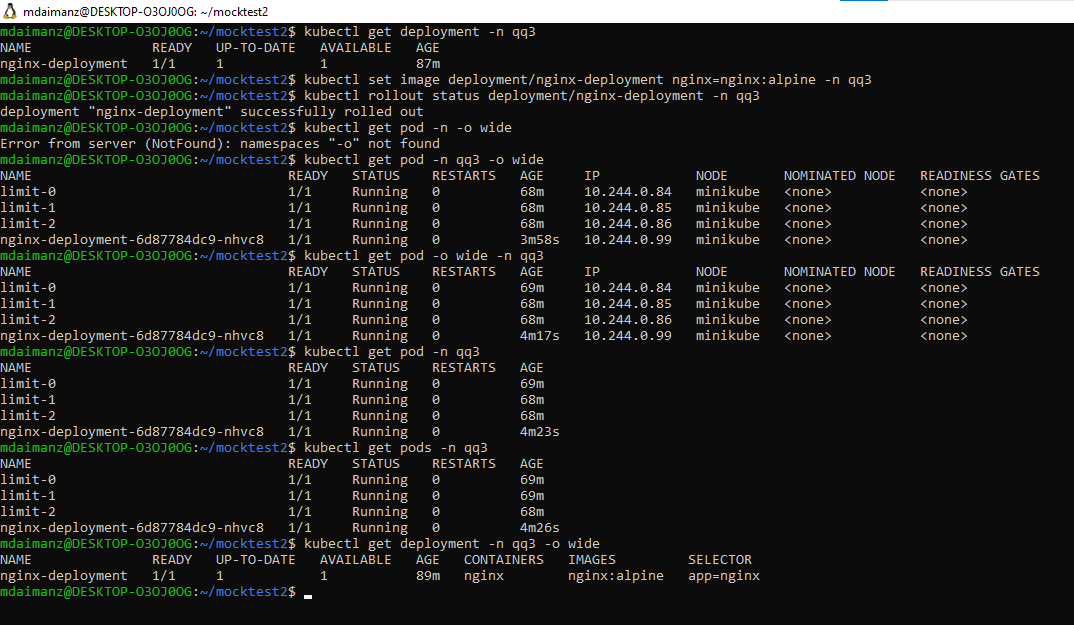 mdaimanz@DESKTOP-O3OJ0OG: ~/mocktest2
mdaimanz@DESKTOP-O3OJ0OG:~/mocktest2$ kubectl get deployment -n qq3
NAME               READY   UP-TO-DATE   AVAILABLE   AGE
nginx-deployment   1/1     1            1           87m
mdaimanz@DESKTOP-O3OJ0OG:~/mocktest2$ kubectl set image deployment/nginx-deployment nginx=nginx:alpine -n qq3
mdaimanz@DESKTOP-O3OJ0OG:~/mocktest2$ kubectl rollout status deployment/nginx-deployment -n qq3
deployment "nginx-deployment" successfully rolled out
mdaimanz@DESKTOP-O3OJ0OG:~/mocktest2$ kubectl get pod -n -o wide
Error from server (NotFound): namespaces "-o" not found
mdaimanz@DESKTOP-O3OJ0OG:~/mocktest2$ kubectl get pod -n qq3 -o wide
NAME                                READY   STATUS    RESTARTS   AGE     IP            NODE       NOMINATED NODE   READINESS GATES
limit-0                             1/1     Running   0          68m     10.244.0.84   minikube   <none>           <none>
limit-1                             1/1     Running   0          68m     10.244.0.85   minikube   <none>           <none>
limit-2                             1/1     Running   0          68m     10.244.0.86   minikube   <none>           <none>
nginx-deployment-6d87784dc9-nhvc8   1/1     Running   0          3m58s   10.244.0.99   minikube   <none>           <none>
mdaimanz@DESKTOP-O3OJ0OG:~/mocktest2$ kubectl get pod -o wide -n qq3
NAME                                READY   STATUS    RESTARTS   AGE     IP            NODE       NOMINATED NODE   READINESS GATES
limit-0                             1/1     Running   0          69m     10.244.0.84   minikube   <none>           <none>
limit-1                             1/1     Running   0          68m     10.244.0.85   minikube   <none>           <none>
limit-2                             1/1     Running   0          68m     10.244.0.86   minikube   <none>           <none>
nginx-deployment-6d87784dc9-nhvc8   1/1     Running   0          4m17s   10.244.0.99   minikube   <none>           <none>
mdaimanz@DESKTOP-O3OJ0OG:~/mocktest2$ kubectl get pod -n qq3
NAME                                READY   STATUS    RESTARTS   AGE
limit-0                             1/1     Running   0          69m
limit-1                             1/1     Running   0          68m
limit-2                             1/1     Running   0          68m
nginx-deployment-6d87784dc9-nhvc8   1/1     Running   0          4m23s
mdaimanz@DESKTOP-O3OJ0OG:~/mocktest2$ kubectl get pods -n qq3
NAME                                READY   STATUS    RESTARTS   AGE
limit-0                             1/1     Running   0          69m
limit-1                             1/1     Running   0          69m
limit-2                             1/1     Running   0          68m
nginx-deployment-6d87784dc9-nhvc8   1/1     Running   0          4m26s
mdaimanz@DESKTOP-O3OJ0OG:~/mocktest2$ kubectl get deployment -n qq3 -o wide
NAME               READY   UP-TO-DATE   AVAILABLE   AGE   CONTAINERS   IMAGES         SELECTOR
nginx-deployment   1/1     1            1           89m   nginx        nginx:alpine   app=nginx
mdaimanz@DESKTOP-O3OJ0OG:~/mocktest2$